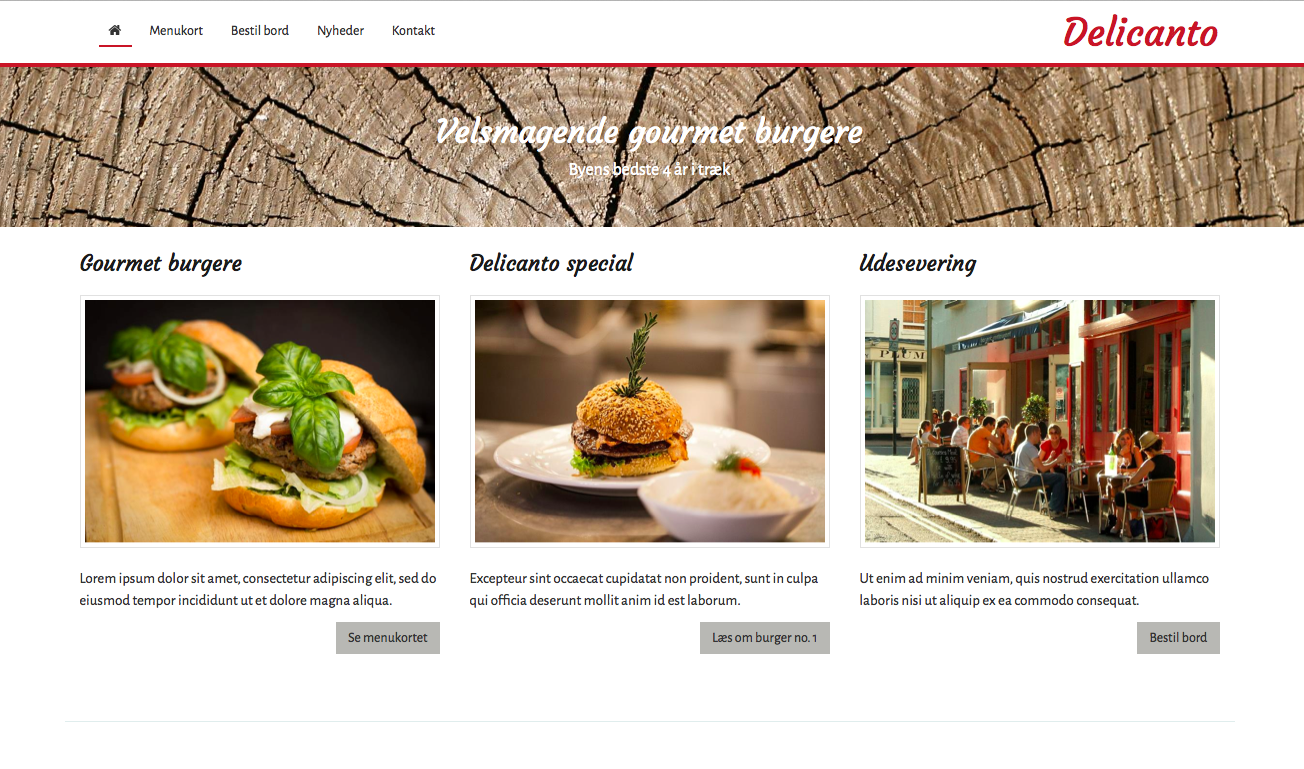 Menukort Bestil bord Nyheder Kontakt Delicanto
Velsmagende gourmet burgere
Byens bedste 4 år i træk
Gourmet burgere
Delicanto special
Udesevering
PLUM
Lorem ipsum dolor sit amet, consectetur adipiscing elit, sed do
eiusmod tempor incididunt ut et dolore magna aliqua.
Se menukortet
Excepteur sint occaecat cupidatat non proident, sunt in culpa
qui officia deserunt mollit anim id est laborum.
Læs om burger no. 1
Ut enim ad minim veniam, quis nostrud exercitation ullamco
laboris nisi ut aliquip ex ea commodo consequat.
Bestil bord